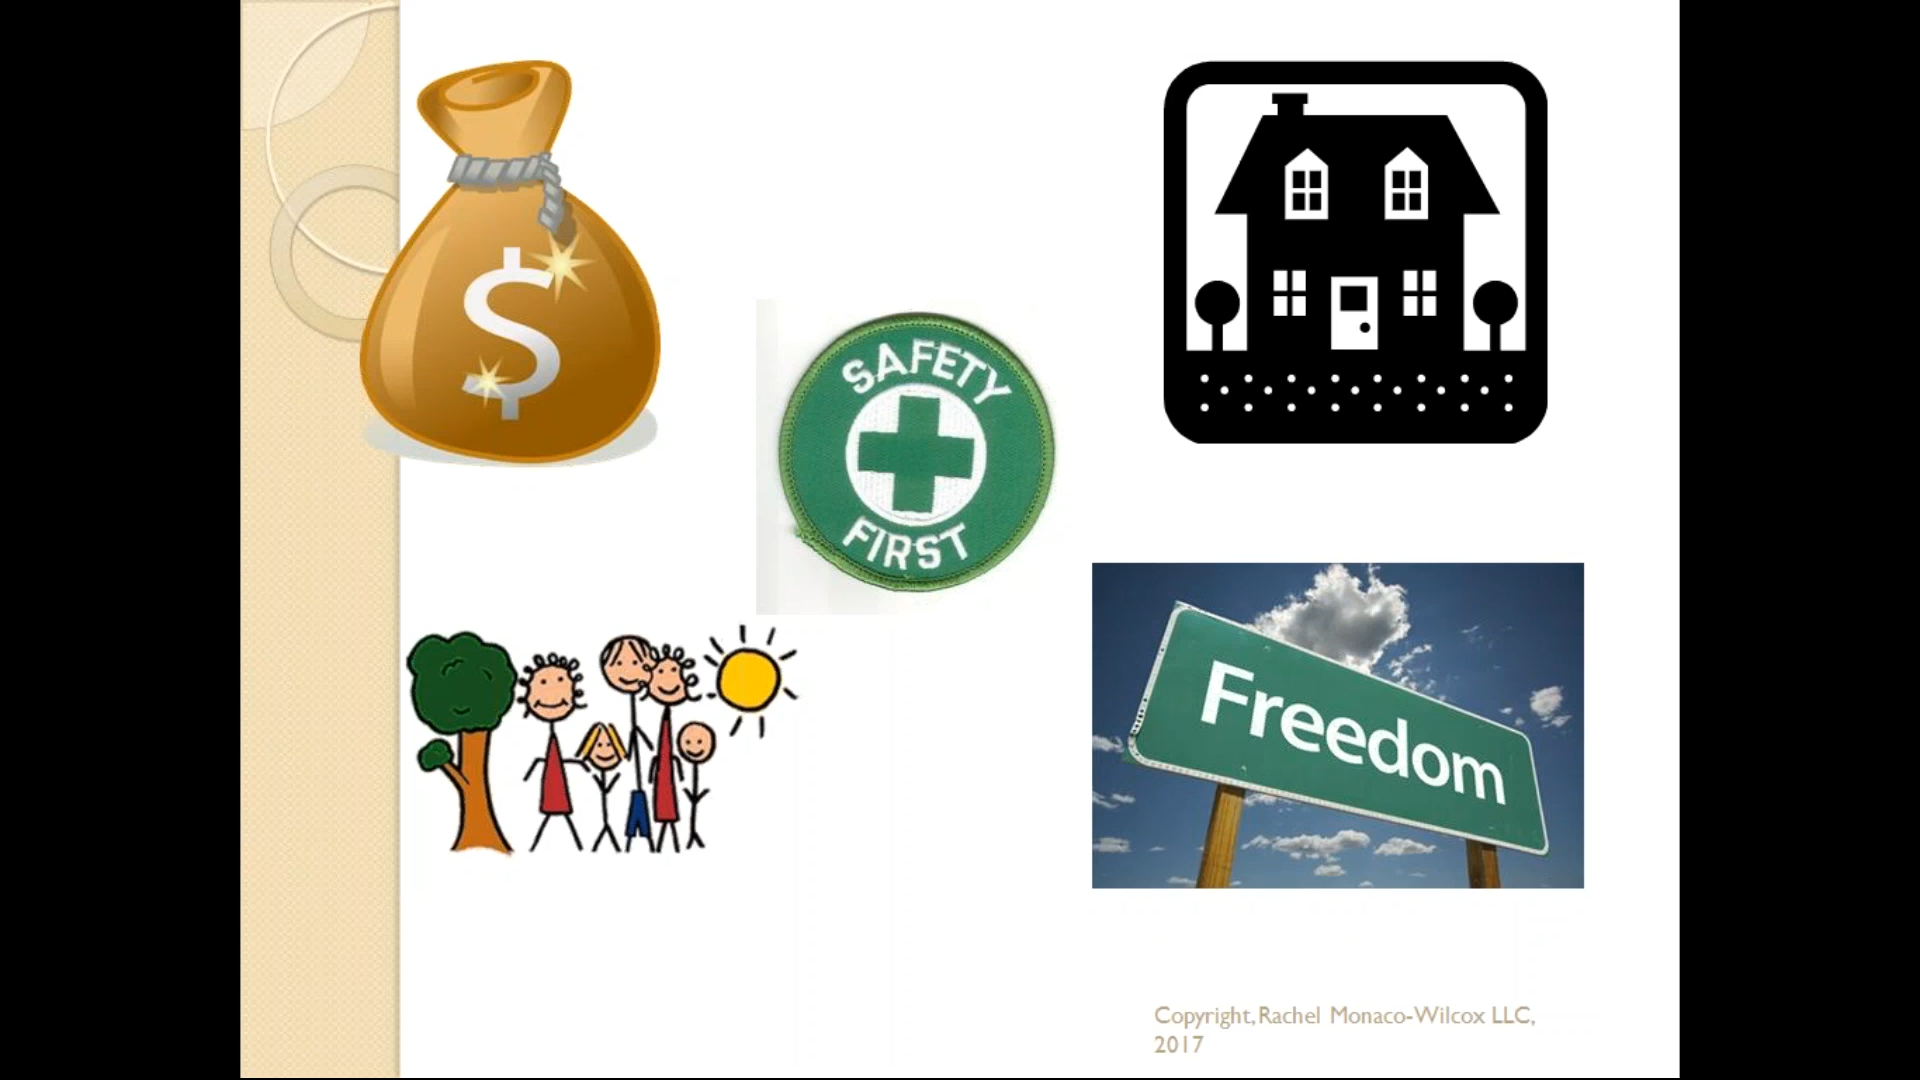 $
SAFETY
FIRST
Freedom
Copyright, Rachel Monaco-Wilcox LLC,
2017